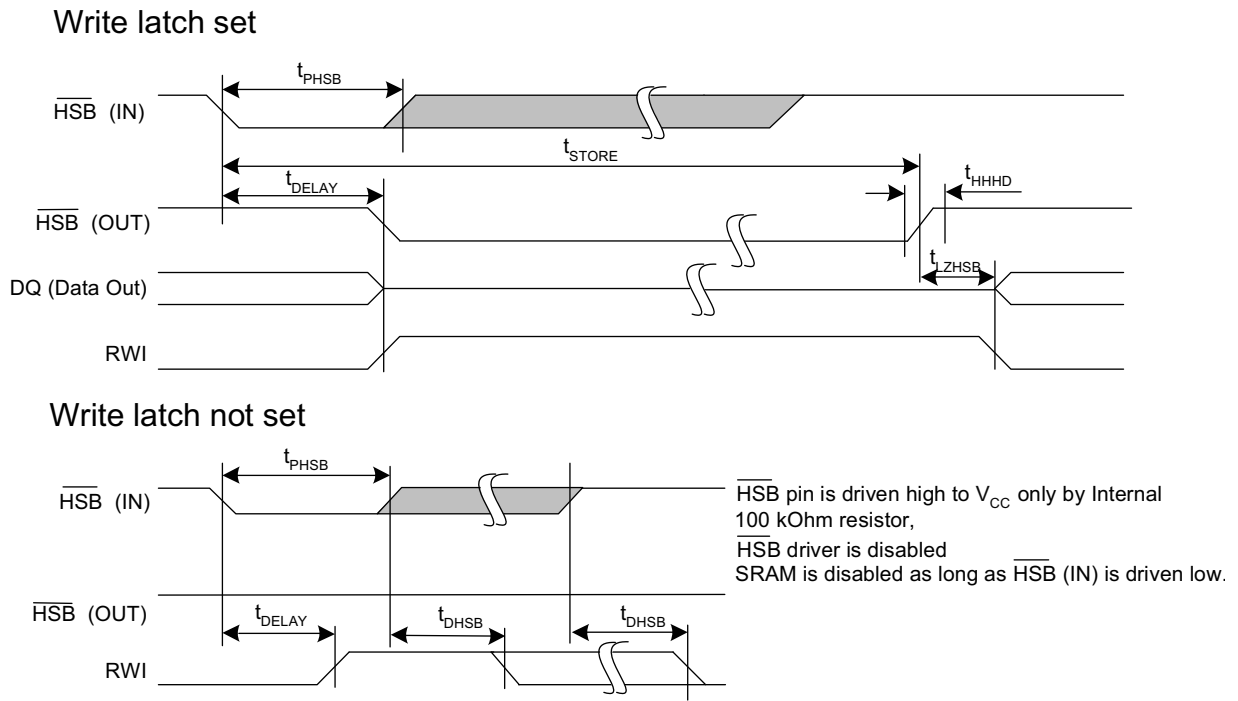 Write latch set
tPHSB
HSB (IN)
tSTORE
tDELAY
tHHHD
HSB (OUT)
tLZHSB
DQ (Data Out)
RWI
Write latch not set
tPHSB
HSB (IN)
HSB pin is driven high to VCC only by Internal
100 kOhm resistor,
HSB driver is disabled
SRAM is disabled as long as HSB (IN) is driven low.
HSB (OUT)
tDELAY
tDHSB
tDHSB
RWI